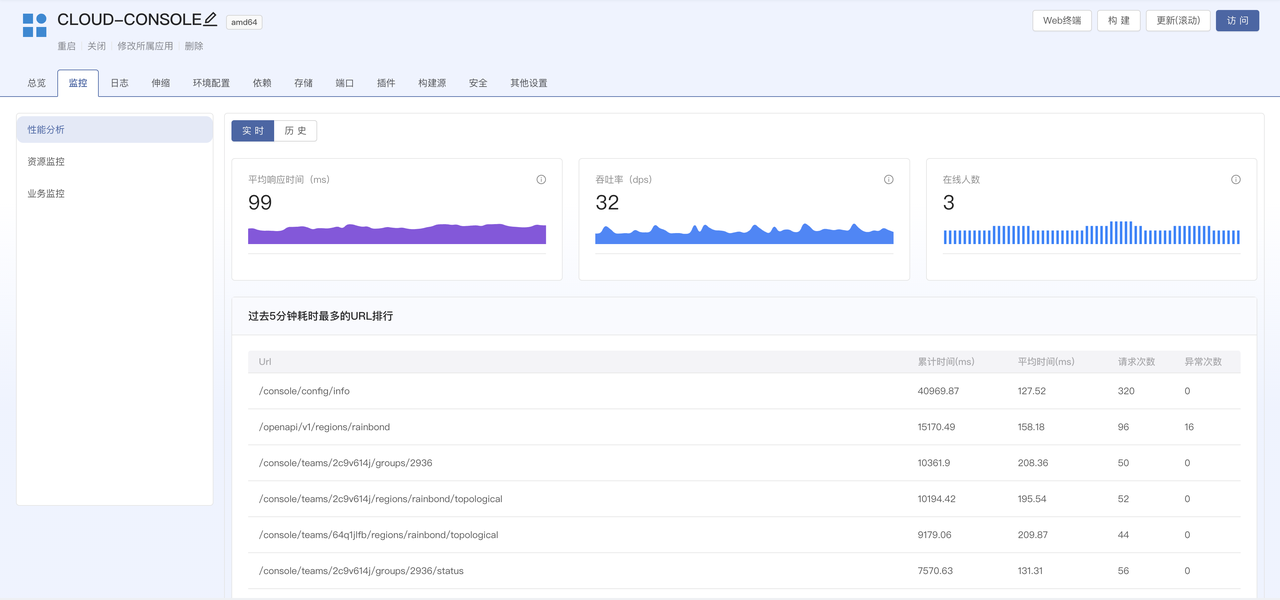 CLOUD-CONSOLE amd64 Web终端 构 建 更新(滚动) 访 问
重启 关闭 修改所属应用 删除
总览 监控 日志 伸缩 环境配置 依赖 存储 端口 插件 构建源 安全 其他设置
性能分析
资源监控
业务监控
实 时 历 史
平均响应时间（ms）
99
吞吐率（dps）
32
在线人数
3
过去5分钟耗时最多的URL排行
Url 累计时间(ms) 平均时间(ms) 请求次数 异常次数
/console/config/info 40969.87 127.52 320 0
/openapi/v1/regions/rainbond 15170.49 158.18 96 16
/console/teams/2c9v614j/groups/2936 10361.9 208.36 50 0
/console/teams/2c9v614j/regions/rainbond/topological 10194.42 195.54 52 0
/console/teams/64q1jlfb/regions/rainbond/topological 9179.06 209.87 44 0
/console/teams/2c9v614j/groups/2936/status 7570.63 131.31 56 0